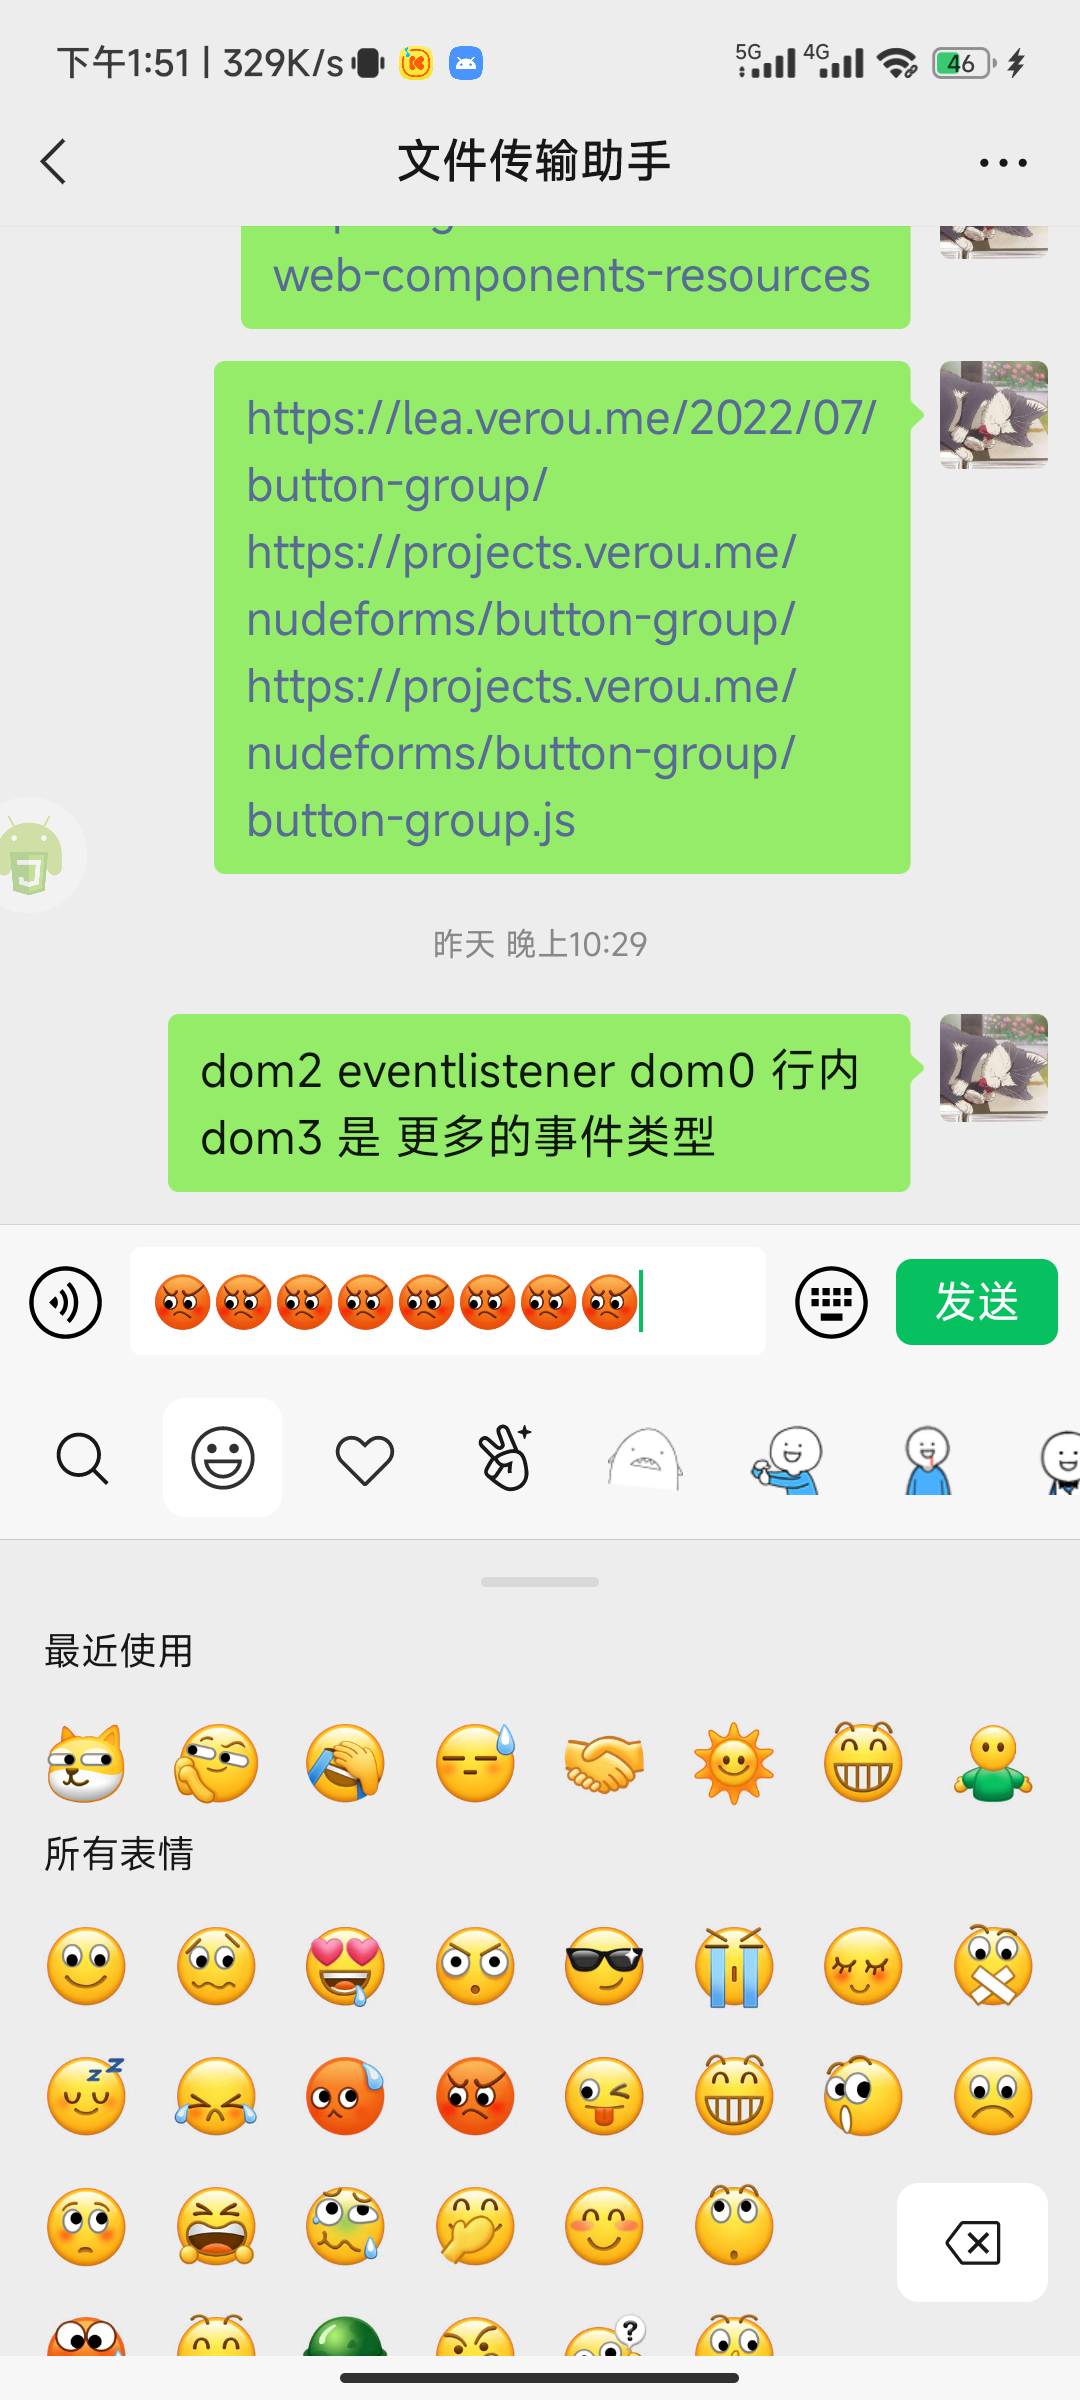 下午1:51 | 329K/s
5G 4G 46
文件传输助手
web-components-resources
https://lea.verou.me/2022/07/
button-group/
https://projects.verou.me/
nudeforms/button-group/
https://projects.verou.me/
nudeforms/button-group/
button-group.js
昨天 晚上10:29
dom2 eventlistener dom0 行内
dom3 是 更多的事件类型
发送
最近使用
所有表情